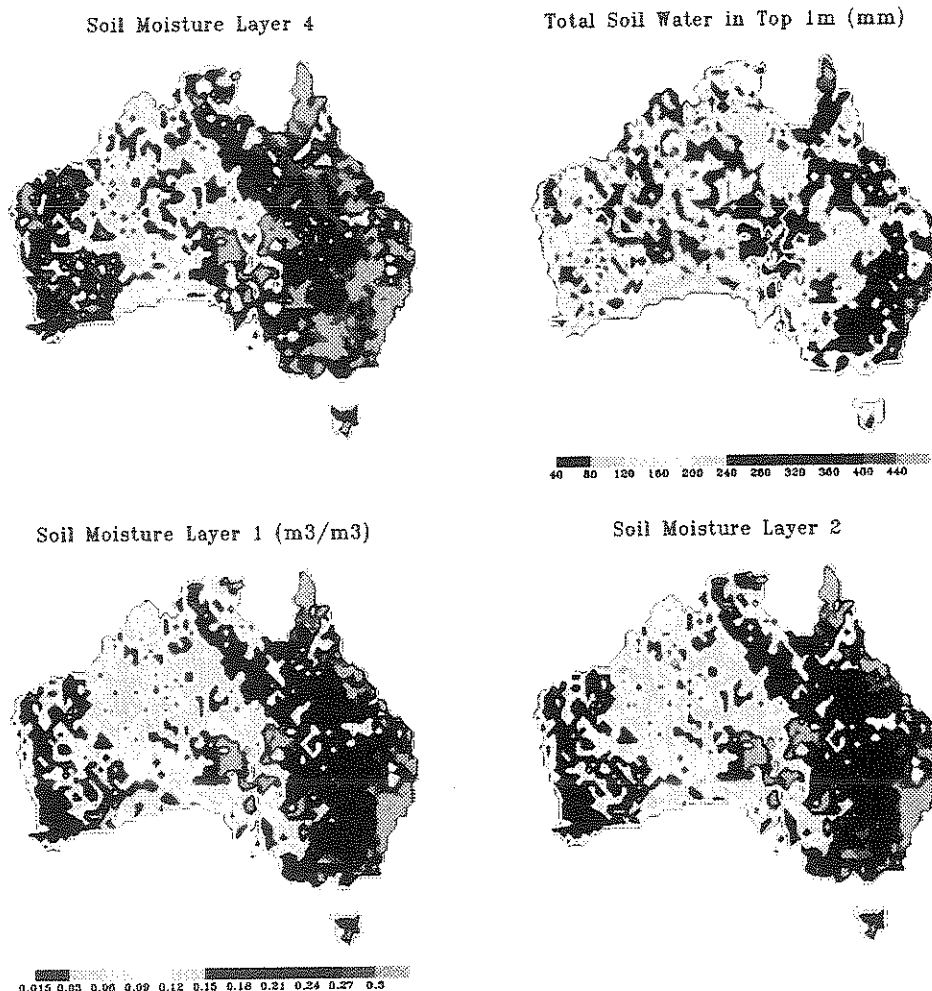 Soil Moisture Layer 4
Total Soil Water in Top 1m (mm)
40 80 120 160 200 240 280 320 360 400 440
Soil Moisture Layer 1 (m3/m3)
Soil Moisture Layer 2
0.015 0.03 0.06 0.09 0.12 0.15 0.18 0.21 0.24 0.27 0.3